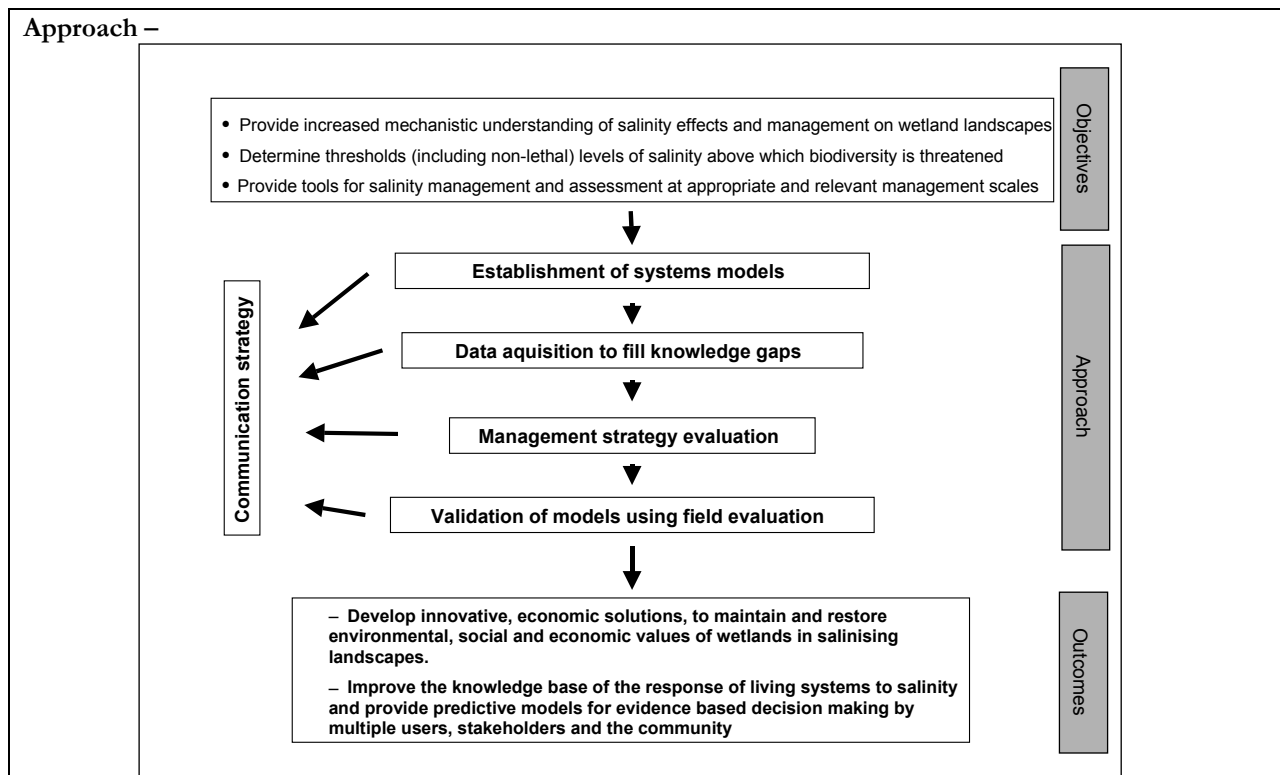 Approach –
• Provide increased mechanistic understanding of salinity effects and management on wetland landscapes
• Determine thresholds (including non-lethal) levels of salinity above which biodiversity is threatened
• Provide tools for salinity management and assessment at appropriate and relevant management scales
Objectives
Establishment of systems models
Data aquisition to fill knowledge gaps
Management strategy evaluation
Validation of models using field evaluation
Communication strategy
Approach
– Develop innovative, economic solutions, to maintain and restore
environmental, social and economic values of wetlands in salinising
landscapes.
– Improve the knowledge base of the response of living systems to salinity
and provide predictive models for evidence based decision making by
multiple users, stakeholders and the community
Outcomes